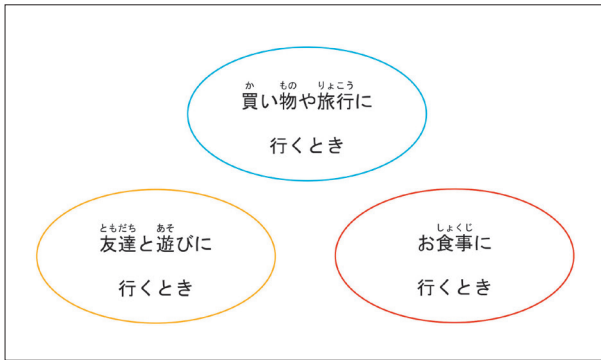 か もの りょこう
買い物や旅行に
行くとき
ともだち あそ
友達と遊びに
行くとき
しょくじ
お食事に
行くとき